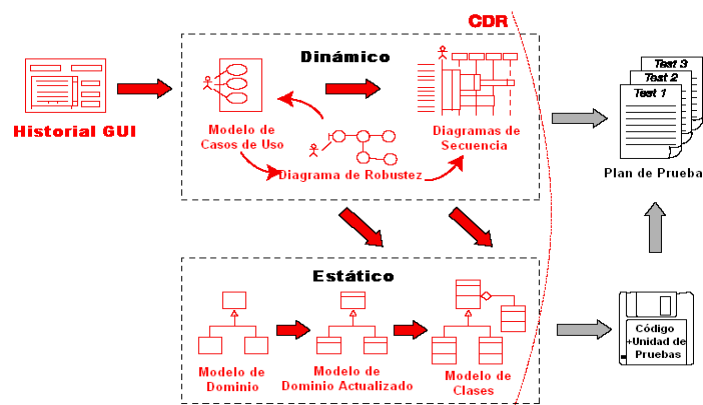 CDR
Dinámico
Historial GUI
Modelo de
Casos de Uso
Diagrama de Robustez
Diagramas de
Secuencia
Test 3
Test 2
Test 1
Plan de Prueba
Estático
Modelo de
Dominio
Modelo de
Dominio Actualizado
Modelo de
Clases
Código
+Unidad de
Pruebas